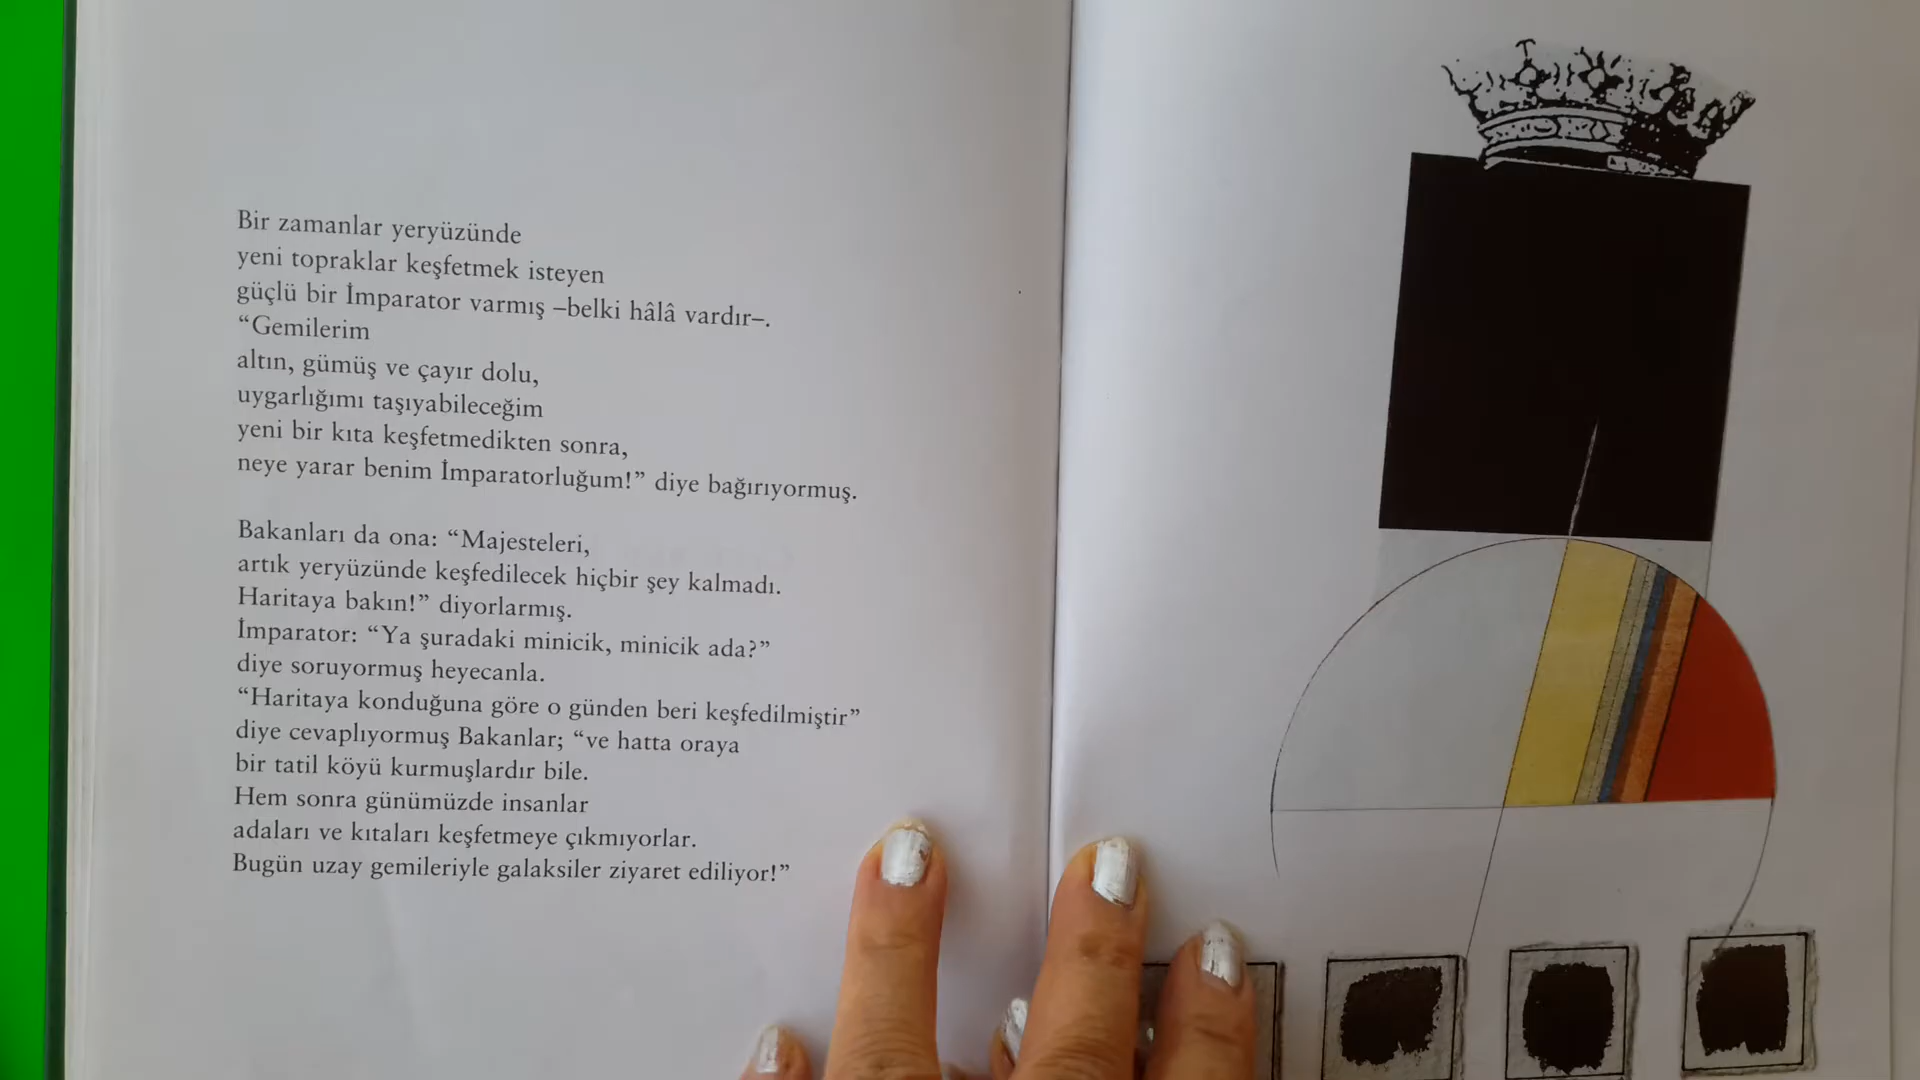 Bir zamanlar yeryüzünde
yeni topraklar keşfetmek isteyen
güçlü bir İmparator varmış –belki hâlâ vardır–.
“Gemilerim
altın, gümüş ve çayır dolu,
uygarlığımı taşıyabileceğim
yeni bir kıta keşfetmedikten sonra,
neye yarar benim İmparatorluğum!” diye bağırıyormuş.
Bakanları da ona: “Majesteleri,
artık yeryüzünde keşfedilecek hiçbir şey kalmadı.
Haritaya bakın!” diyorlarmış.
İmparator: “Ya şuradaki minicik, minicik ada?”
diye soruyormuş heyecanla.
“Haritaya konduğuna göre o günden beri keşfedilmiştir”
diye cevaplıyormuş Bakanlar; “ve hatta oraya
bir tatil köyü kurmuşlardır bile.
Hem sonra günümüzde insanlar
adaları ve kıtaları keşfetmeye çıkmıyorlar.
Bugün uzay gemileriyle galaksiler ziyaret ediliyor!”